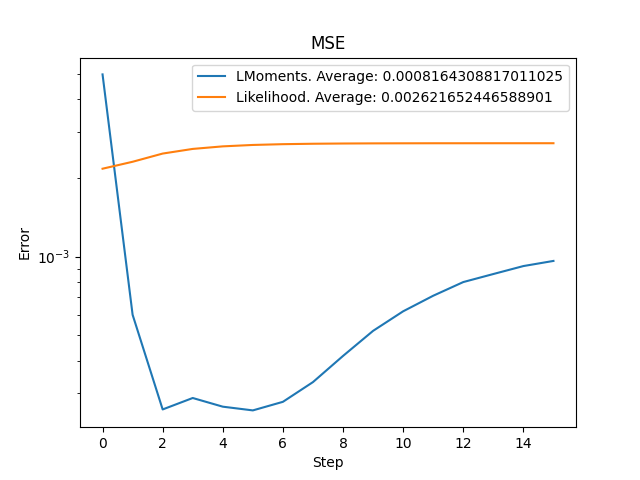 MSE
LMoments. Average: 0.0008164308817011025
Likelihood. Average: 0.002621652446588901
Error
10⁻³
0 2 4 6 8 10 12 14
Step